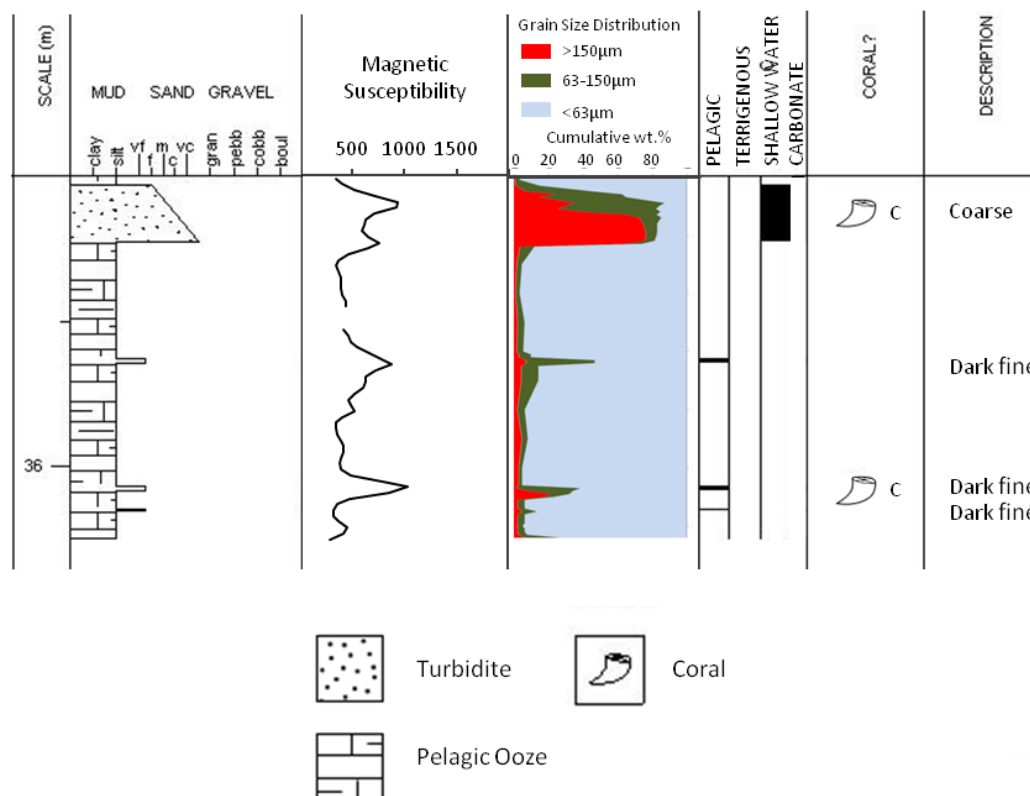 SCALE (m)
MUD SAND GRAVEL
clay
silt
vf
f
m
c
vc
gran
pebb
cobb
boul
Magnetic
Susceptibility
500 1000 1500
Grain Size Distribution
>150µm
63-150µm
<63µm
Cumulative wt.%
0 20 40 60 80
PELAGIC
TERRIGENOUS
SHALLOW WATER
CARBONATE
CORAL?
DESCRIPTION
C
Coarse
Dark fine
36
C
Dark fine
Dark fine
Turbidite
Coral
Pelagic Ooze